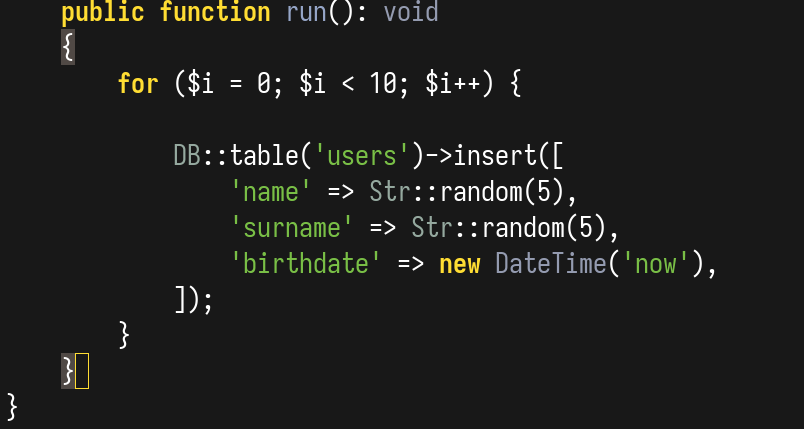 public function run(): void
{
for ($i = 0; $i < 10; $i++) {
DB::table('users')->insert([
'name' => Str::random(5),
'surname' => Str::random(5),
'birthdate' => new DateTime('now'),
]);
}
}
}